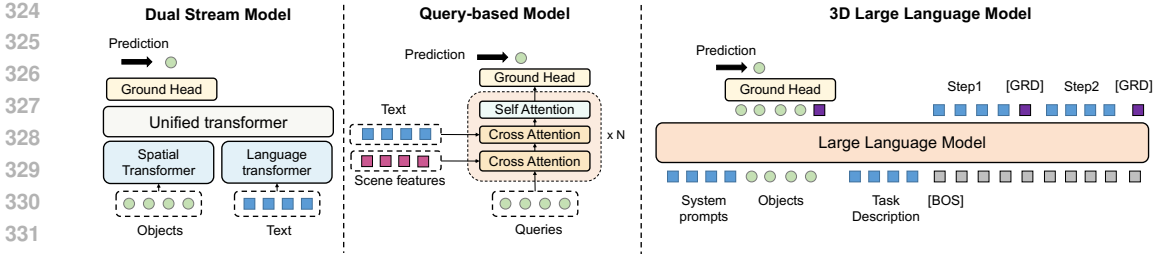 324
325
326
327
328
329
330
331
Dual Stream Model
Prediction
Ground Head
Unified transformer
Spatial
Transformer
Language
transformer
Objects
Text
Query-based Model
Prediction
Ground Head
Self Attention
Text
Cross Attention
x N
Cross Attention
Scene features
Queries
3D Large Language Model
Prediction
Ground Head
Step1
[GRD]
Step2
[GRD]
Large Language Model
System
prompts
Objects
Task
Description
[BOS]